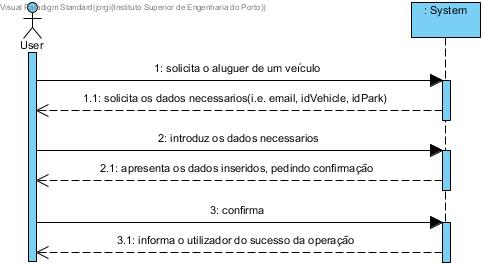 Visual Paradigm Standard(jorgi(Instituto Superior de Engenharia do Porto))
: System
User
1: solicita o aluguer de um veículo
1.1: solicita os dados necessarios(i.e. email, idVehicle, idPark)
2: introduz os dados necessarios
2.1: apresenta os dados inseridos, pedindo confirmação
3: confirma
3.1: informa o utilizador do sucesso da operação